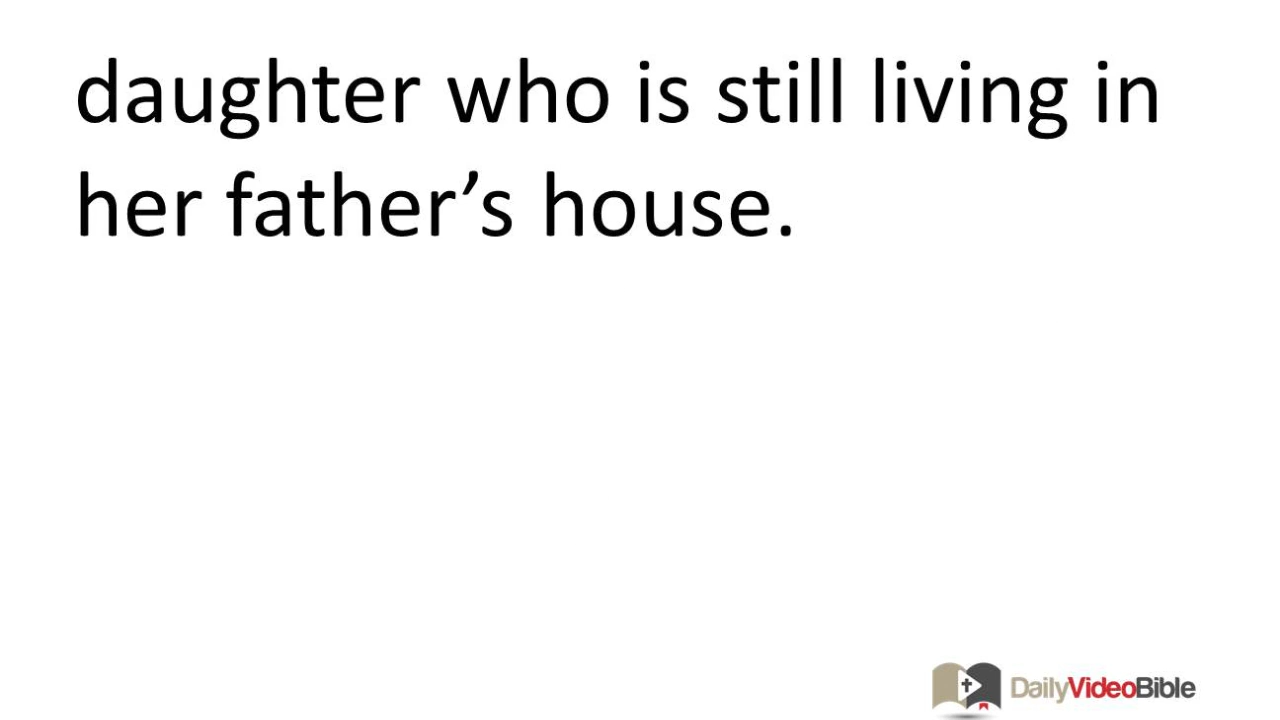 daughter who is still living in
her father’s house.
DailyVideoBible